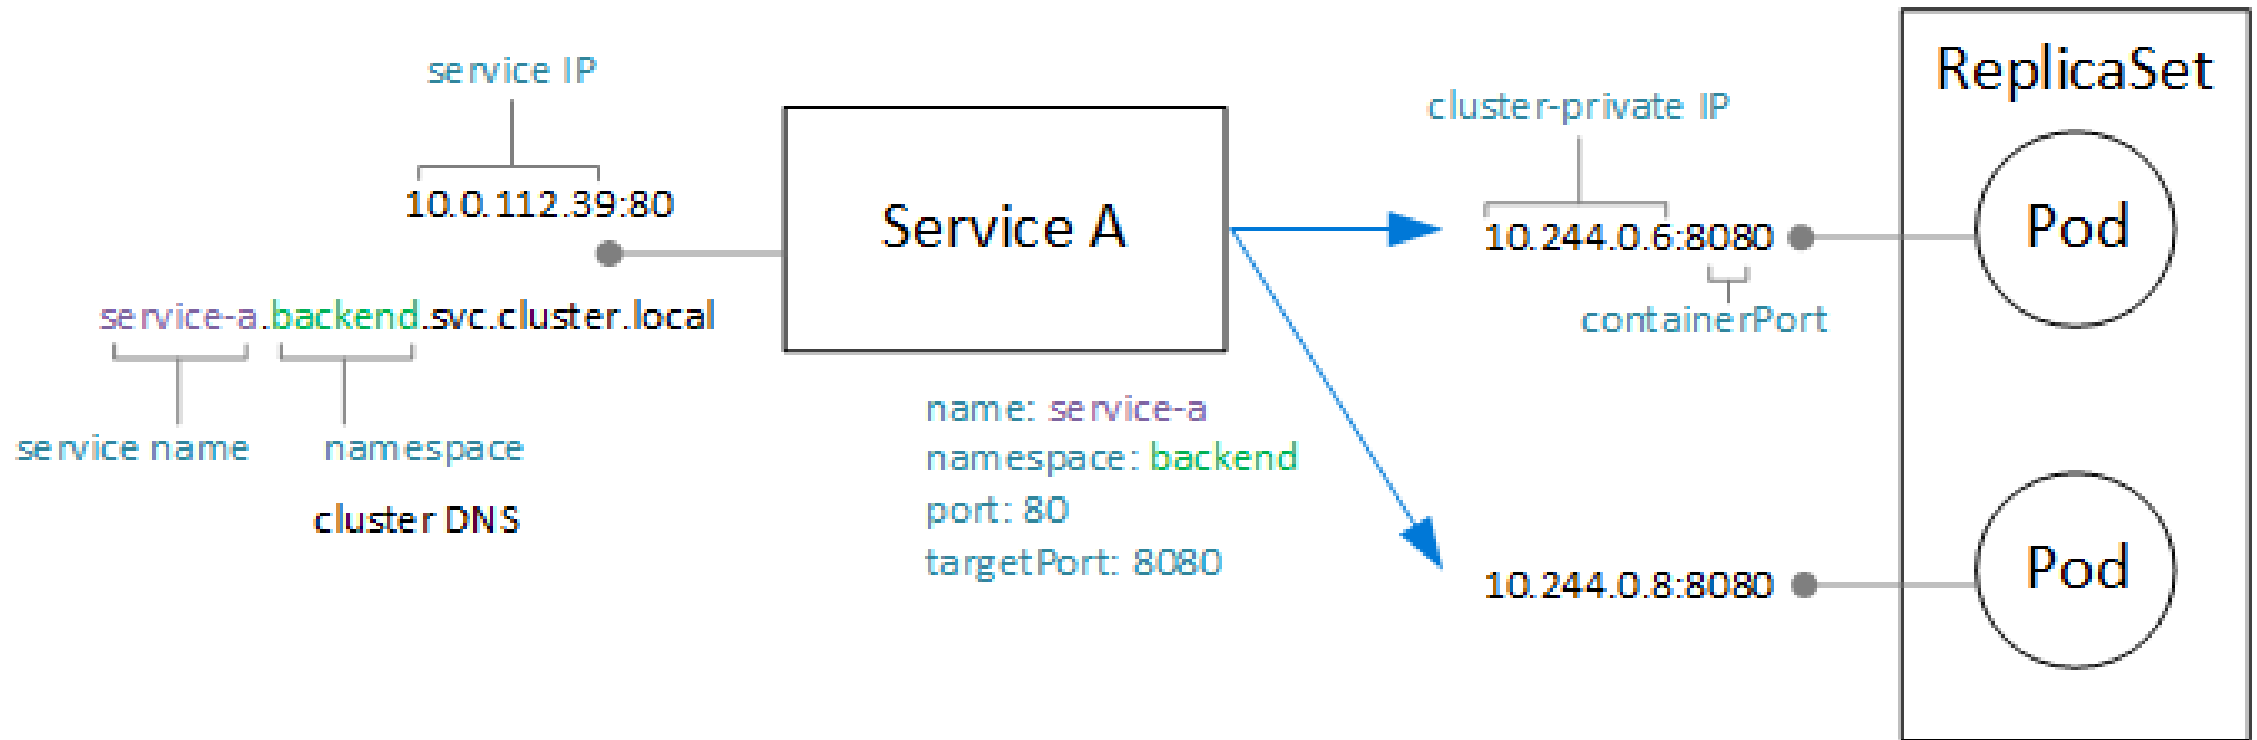 service IP
10.0.112.39:80
service-a.backend.svc.cluster.local
service name
namespace
cluster DNS
Service A
name: service-a
namespace: backend
port: 80
targetPort: 8080
cluster-private IP
10.244.0.6:8080
containerPort
10.244.0.8:8080
ReplicaSet
Pod
Pod